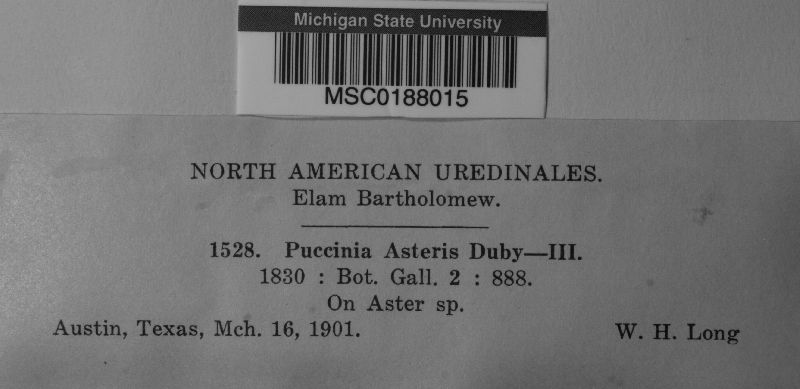 Michigan State University
MSC0188015
NORTH AMERICAN UREDINALES.
Elam Bartholomew.
1528. Puccinia Asteris Duby—III.
1830 : Bot. Gall. 2 : 888.
On Aster sp.
Austin, Texas, Mch. 16, 1901. W. H. Long